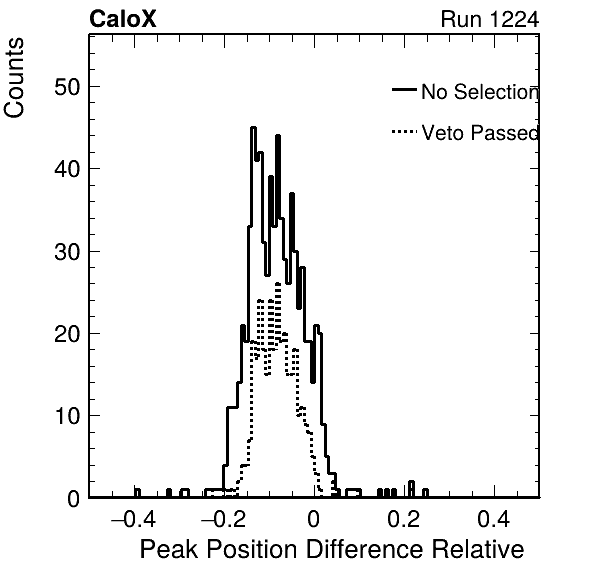 CaloX Run 1224
Counts
No Selection
Veto Passed
50
40
30
20
10
0
−0.4 −0.2 0 0.2 0.4
Peak Position Difference Relative